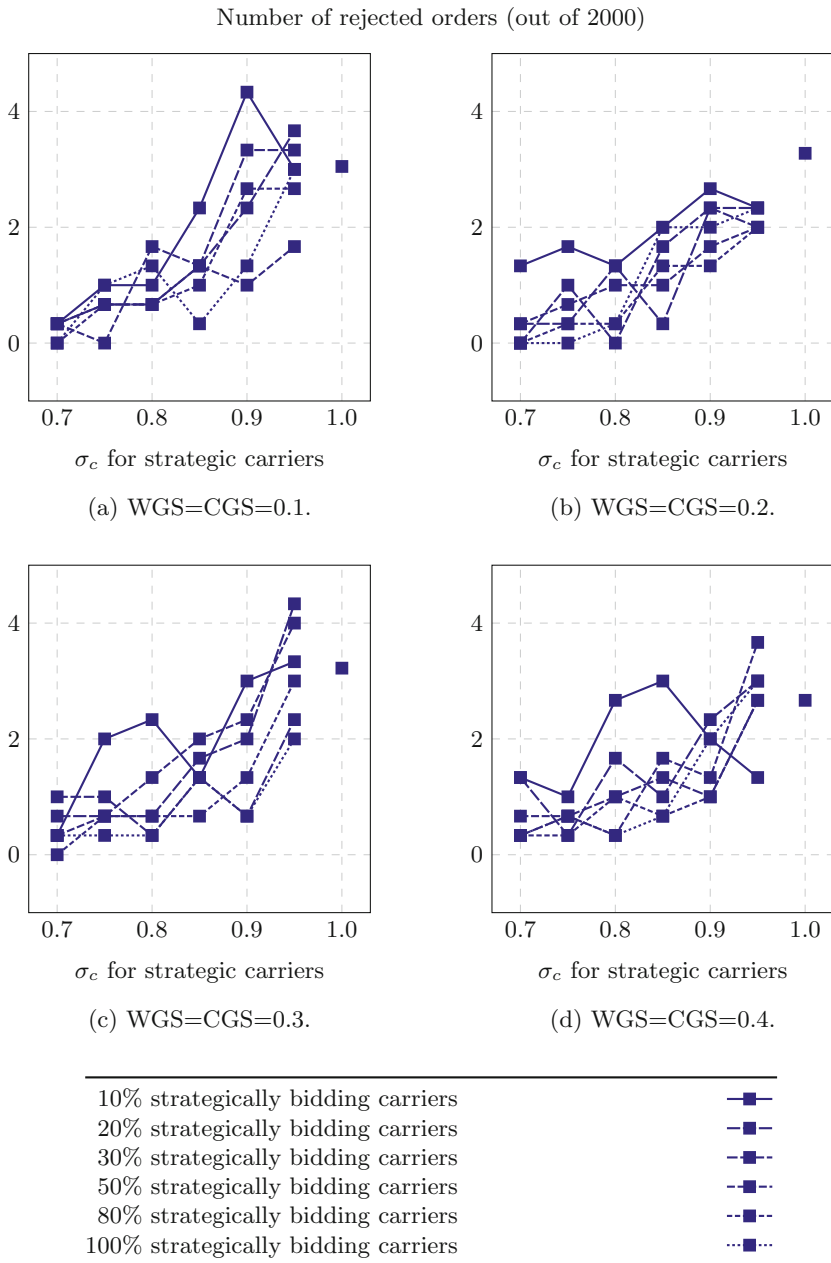 Number of rejected orders (out of 2000)
4
2
0
0.7 0.8 0.9 1.0
σc for strategic carriers
(a) WGS=CGS=0.1.
4
2
0
0.7 0.8 0.9 1.0
σc for strategic carriers
(b) WGS=CGS=0.2.
4
2
0
0.7 0.8 0.9 1.0
σc for strategic carriers
(c) WGS=CGS=0.3.
4
2
0
0.7 0.8 0.9 1.0
σc for strategic carriers
(d) WGS=CGS=0.4.
10% strategically bidding carriers
20% strategically bidding carriers
30% strategically bidding carriers
50% strategically bidding carriers
80% strategically bidding carriers
100% strategically bidding carriers